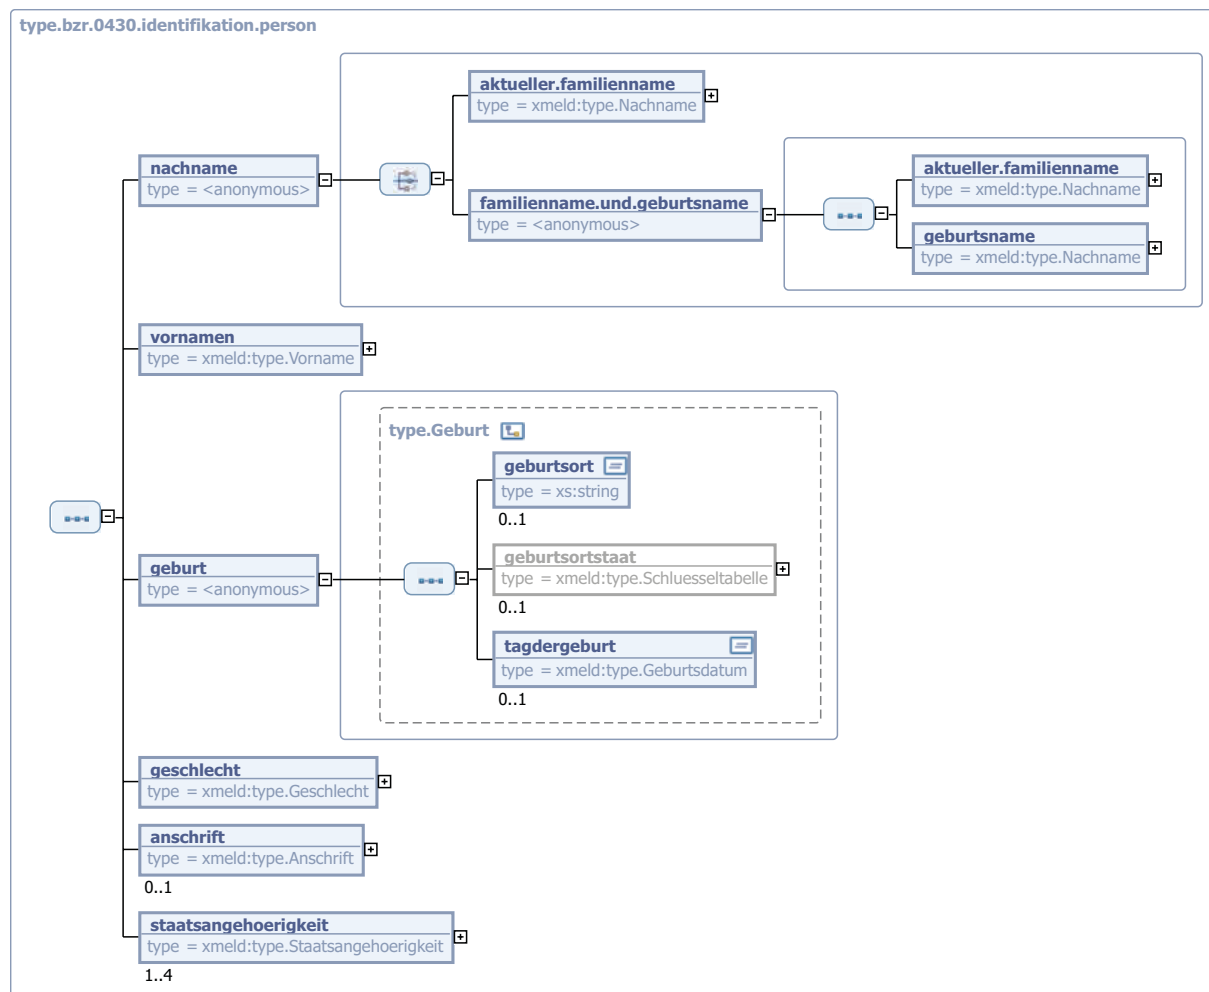 type.bzr.0430.identifikation.person
aktueller.familienname
type = xmeld:type.Nachname
nachname
type = <anonymous>
familienname.und.geburtsname
type = <anonymous>
aktueller.familienname
type = xmeld:type.Nachname
geburtsname
type = xmeld:type.Nachname
vornamen
type = xmeld:type.Vorname
type.Geburt
geburtsort
type = xs:string
0..1
geburt
type = <anonymous>
geburtsortstaat
type = xmeld:type.Schluesseltabelle
0..1
tagdergeburt
type = xmeld:type.Geburtsdatum
0..1
geschlecht
type = xmeld:type.Geschlecht
anschrift
type = xmeld:type.Anschrift
0..1
staatsangehoerigkeit
type = xmeld:type.Staatsangehoerigkeit
1..4